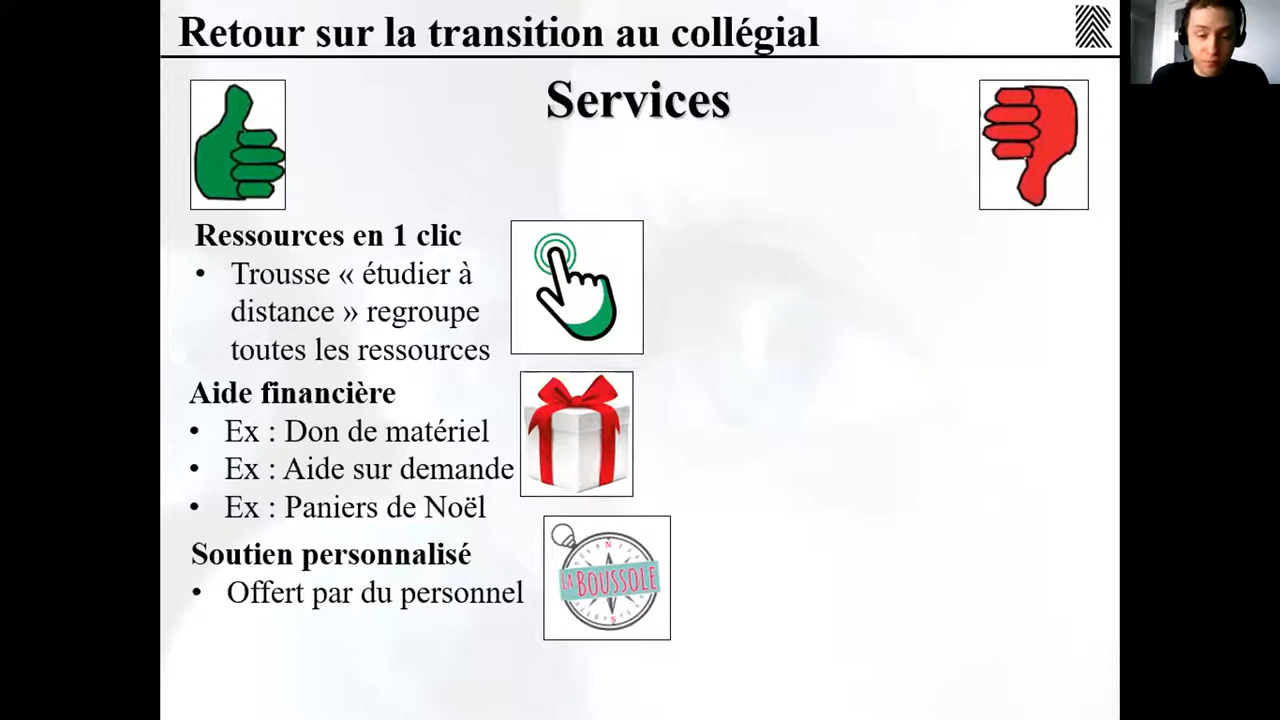 Retour sur la transition au collégial
Services
Ressources en 1 clic
• Trousse « étudier à
distance » regroupe
toutes les ressources
Aide financière
• Ex : Don de matériel
• Ex : Aide sur demande
• Ex : Paniers de Noël
Soutien personnalisé
• Offert par du personnel
N
LA BOUSSOLE
S